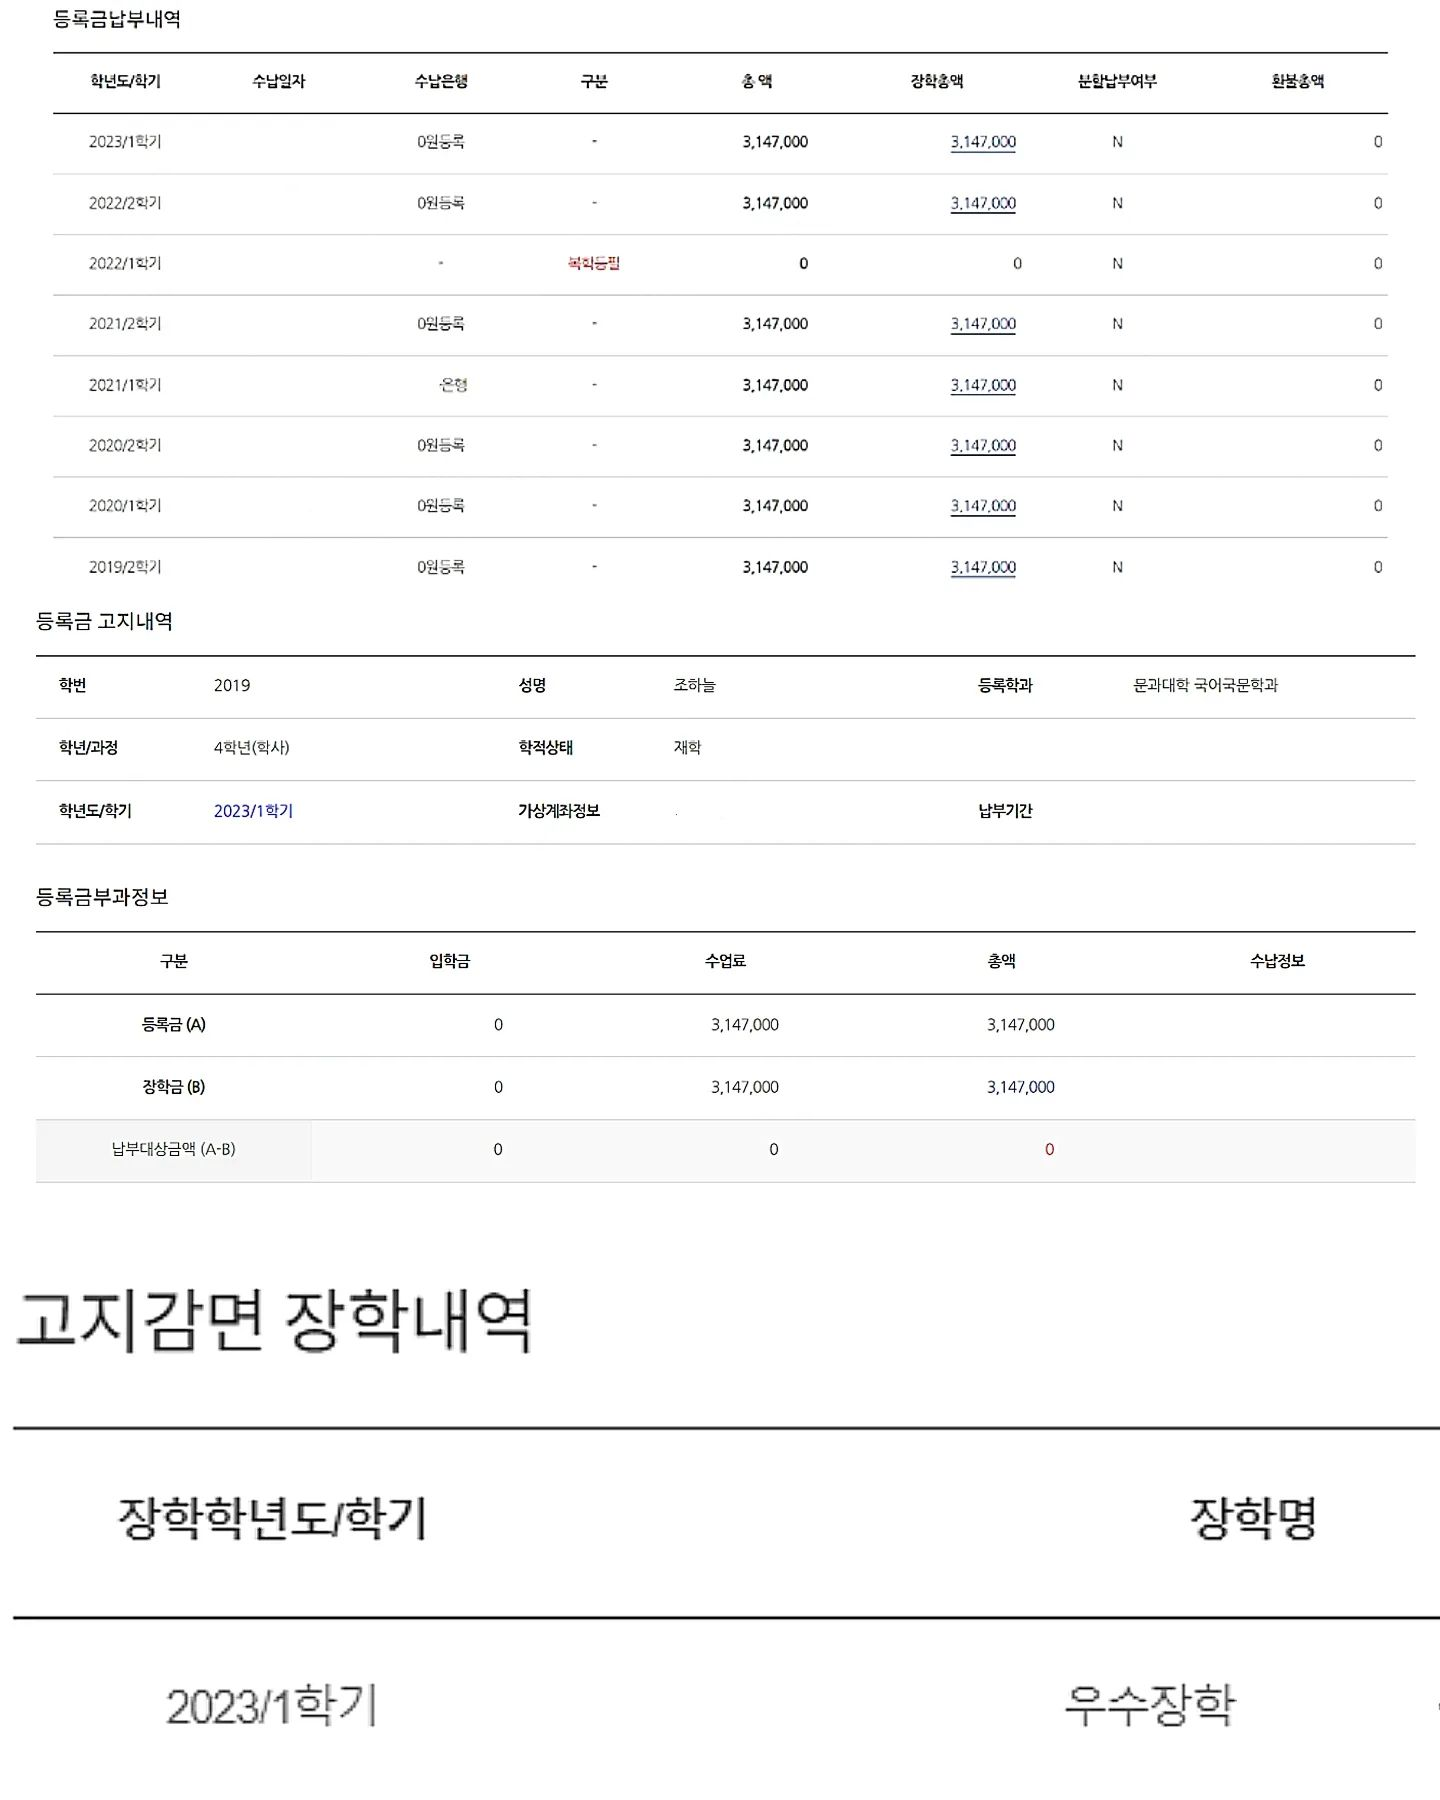 등록금납부내역
학년도/학기 수납일자 수납은행 구분 총 액 장학총액 분할납부여부 환불총액
2023/1학기 0원등록 - 3,147,000 3,147,000 N 0
2022/2학기 0원등록 - 3,147,000 3,147,000 N 0
2022/1학기 - 복학등필 0 0 N 0
2021/2학기 0원등록 - 3,147,000 3,147,000 N 0
2021/1학기 은행 - 3,147,000 3,147,000 N 0
2020/2학기 0원등록 - 3,147,000 3,147,000 N 0
2020/1학기 0원등록 - 3,147,000 3,147,000 N 0
2019/2학기 0원등록 - 3,147,000 3,147,000 N 0
등록금 고지내역
학번 2019 성명 조하늘 등록학과 문과대학 국어국문학과
학년/과정 4학년(학사) 학적상태 재학
학년도/학기 2023/1학기 가상계좌정보 납부기간
등록금부과정보
구분 입학금 수업료 총액 수납정보
등록금 (A) 0 3,147,000 3,147,000
장학금 (B) 0 3,147,000 3,147,000
납부대상금액 (A-B) 0 0 0
고지감면 장학내역
장학학년도/학기 장학명
2023/1학기 우수장학